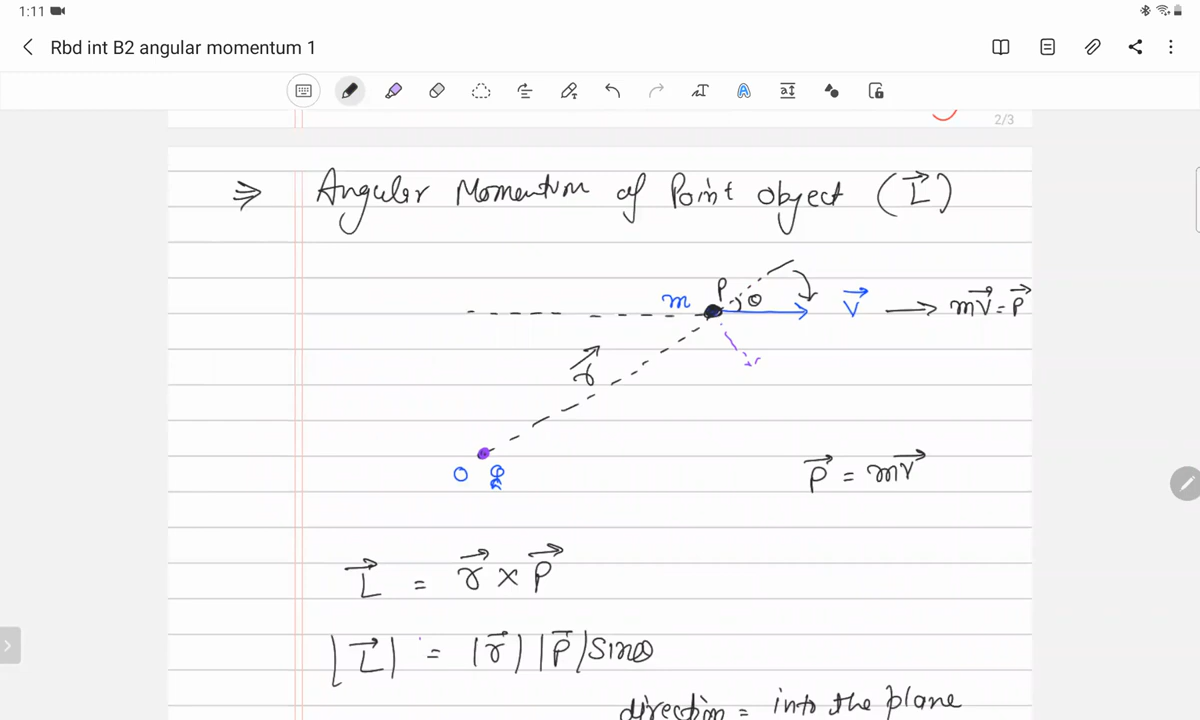 1:11
Rbd int B2 angular momentum 1
2/3
⇒ Angular Momentum of Point Object (L⃗)
P
m θ v⃗ ⟶ mv⃗ = P⃗
r⃗
O
P⃗ = mv⃗
L⃗ = r⃗ × P⃗
|L⃗| = |r⃗| |P⃗| Sinθ
direction = into the plane